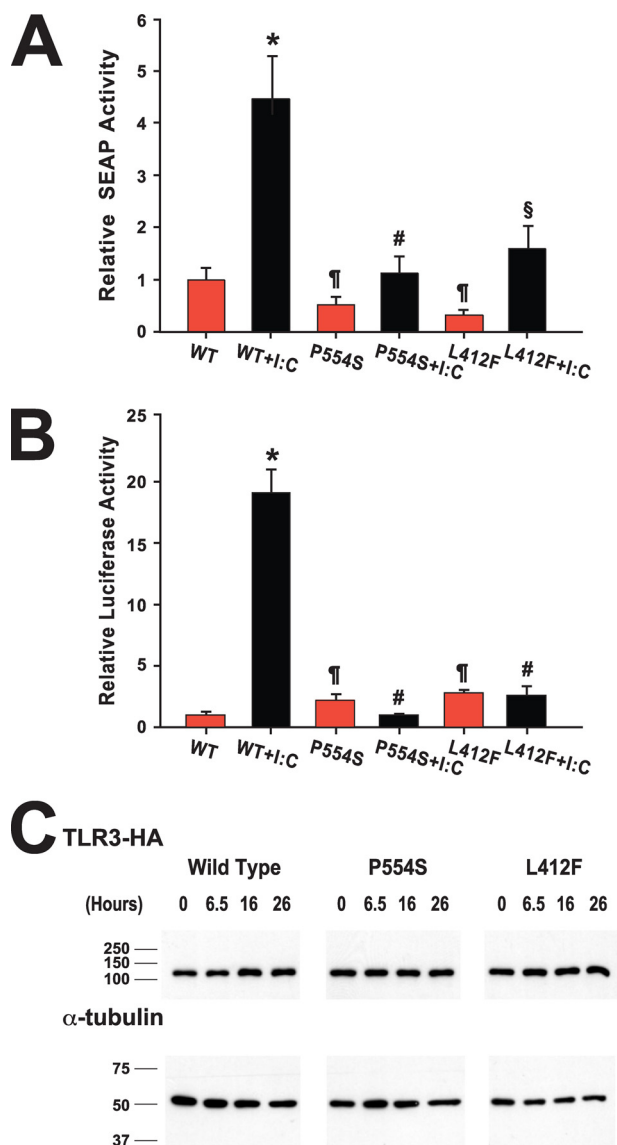 A
Relative SEAP Activity
6
5
4
3
2
1
0
*
¶
#
¶
§
WT
WT+I:C
P554S
P554S+I:C
L412F
L412F+I:C
B
Relative Luciferase Activity
25
20
15
10
5
0
*
¶
#
¶
#
WT
WT+I:C
P554S
P554S+I:C
L412F
L412F+I:C
C TLR3-HA
Wild Type P554S L412F
(Hours) 0 6.5 16 26 0 6.5 16 26 0 6.5 16 26
250
150
100
α-tubulin
75
50
37